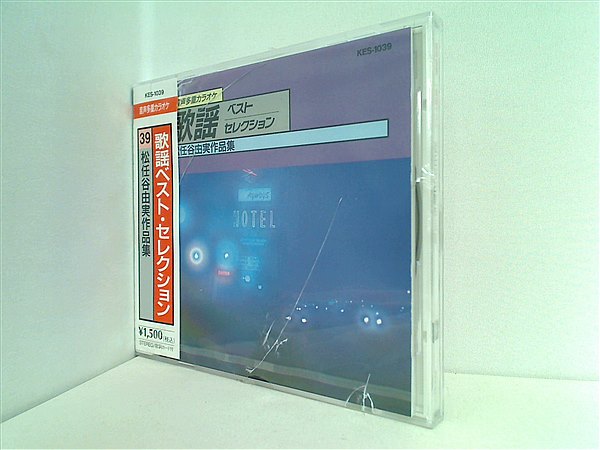 KES-1039
音声多重カラオケ
39
松任谷由実作品集
歌謡ベスト・セレクション
¥1,500(税込)
KES-1039
音声多重カラオケ
歌謡
ベスト
セレクション
松任谷由実作品集
HOTEL